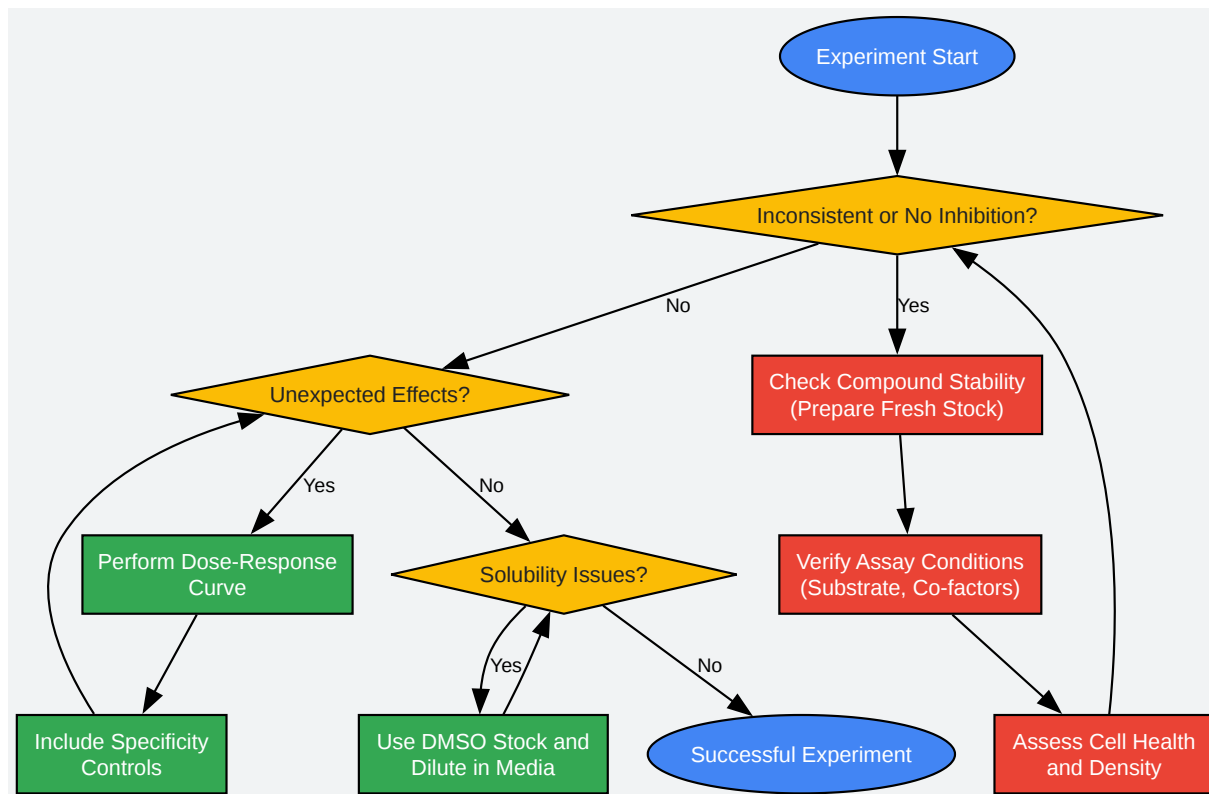 Experiment Start
Inconsistent or No Inhibition?
No
Yes
Unexpected Effects?
Check Compound Stability
(Prepare Fresh Stock)
Yes
No
Perform Dose-Response
Curve
Solubility Issues?
Verify Assay Conditions
(Substrate, Co-factors)
Yes
No
Include Specificity
Controls
Use DMSO Stock and
Dilute in Media
Successful Experiment
Assess Cell Health
and Density